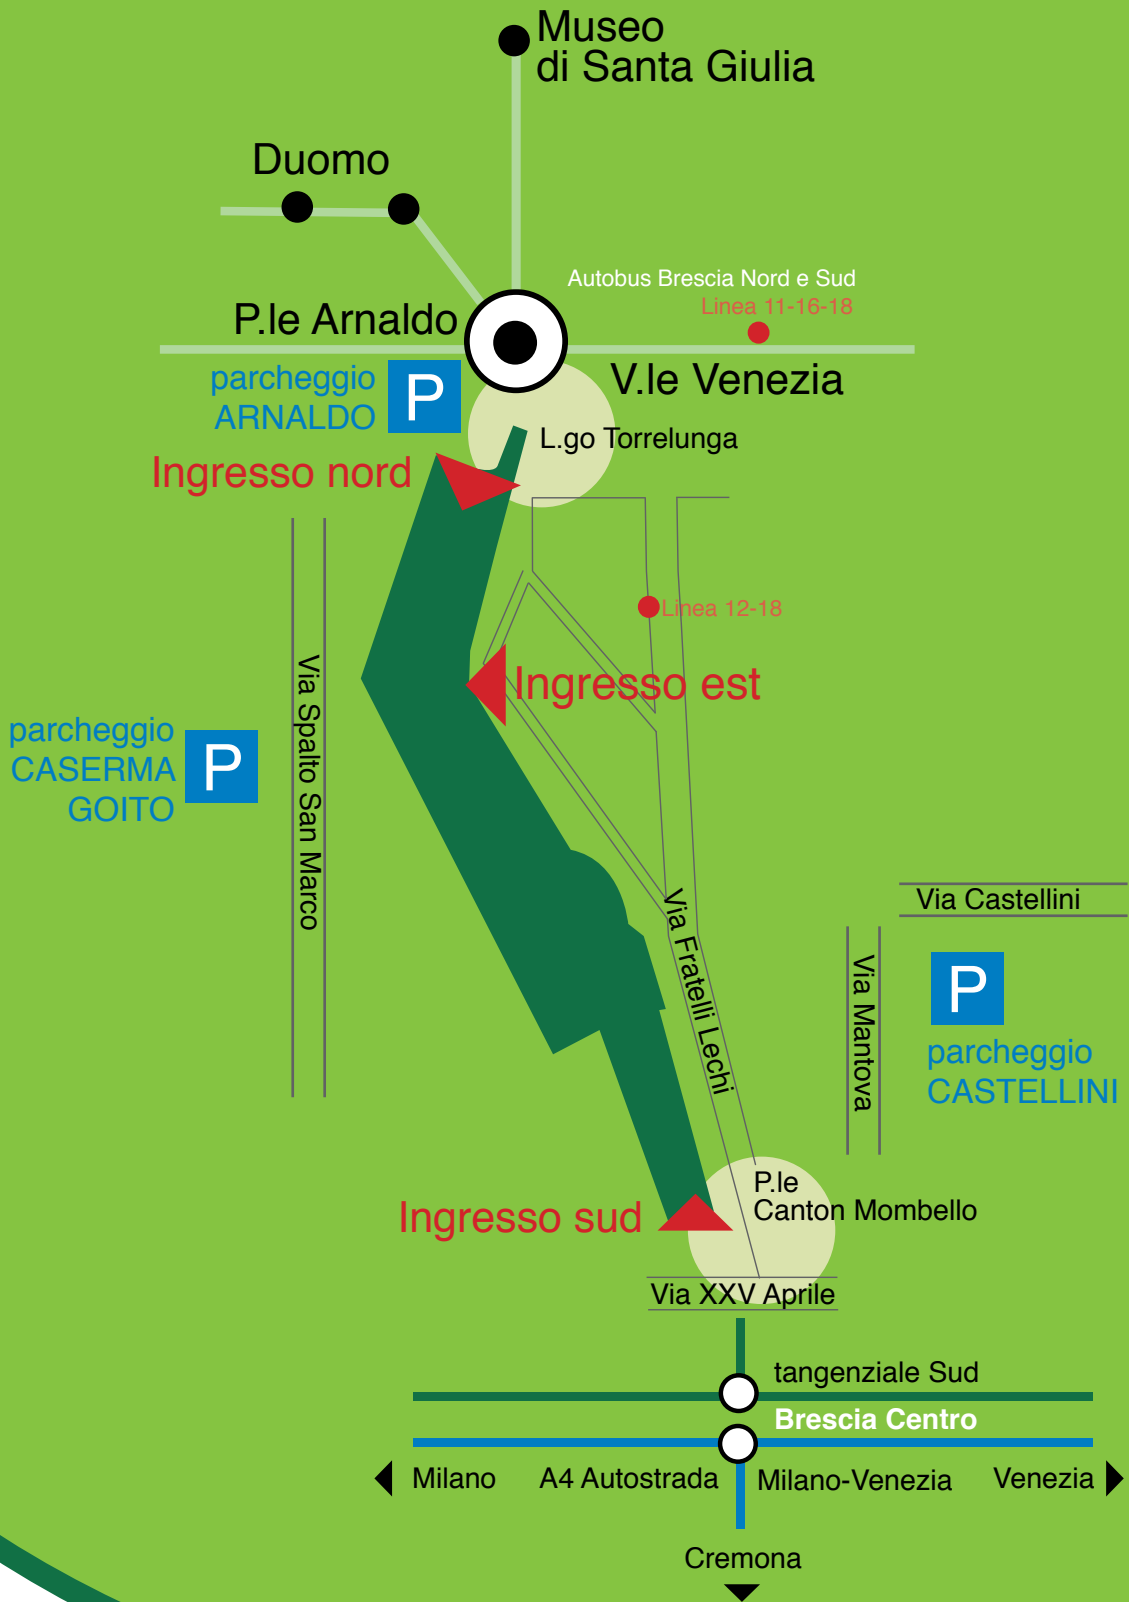 Museo
di Santa Giulia
Duomo
Autobus Brescia Nord e Sud
Linea 11-16-18
P.le Arnaldo
V.le Venezia
parcheggio
ARNALDO
P
L.go Torrelunga
Ingresso nord
Linea 12-18
Ingresso est
Via Spalto San Marco
parcheggio
CASERMA
GOITO
P
Via Fratelli Lechi
Via Castellini
Via Mantova
P
parcheggio
CASTELLINI
P.le
Canton Mombello
Ingresso sud
Via XXV Aprile
tangenziale Sud
Brescia Centro
Milano
A4 Autostrada
Milano-Venezia
Venezia
Cremona